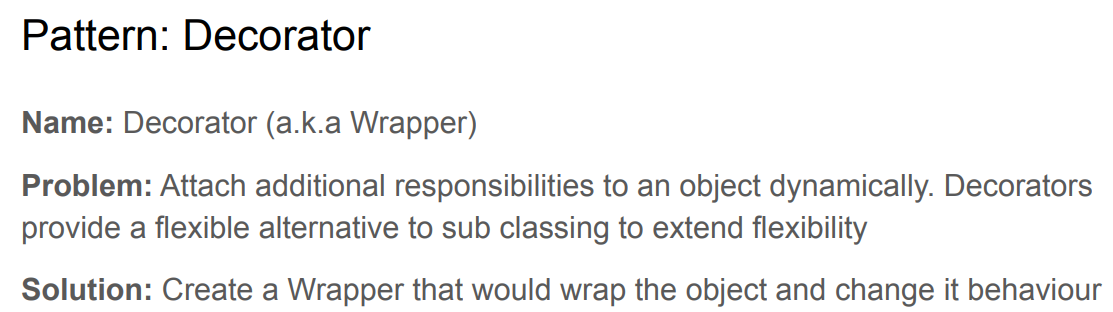 Pattern: Decorator
Name: Decorator (a.k.a Wrapper)
Problem: Attach additional responsibilities to an object dynamically. Decorators
provide a flexible alternative to sub classing to extend flexibility
Solution: Create a Wrapper that would wrap the object and change it behaviour